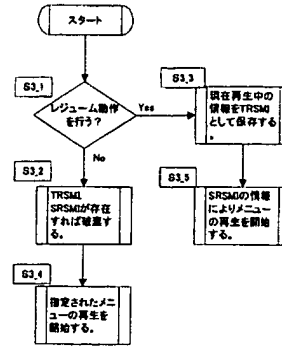 スタート
S3_1
レジューム動作
を行う?
Yes
No
S3_3
現在再生中の
情報をTRSMI
として保存する
。
S3_2
TRSMI,
SRSMIが存在
すれば破棄す
る。
S3_5
SRSMIの情報
によりメニュー
の再生を開始
する。
S3_4
指定されたメニ
ューの再生を
開始する。